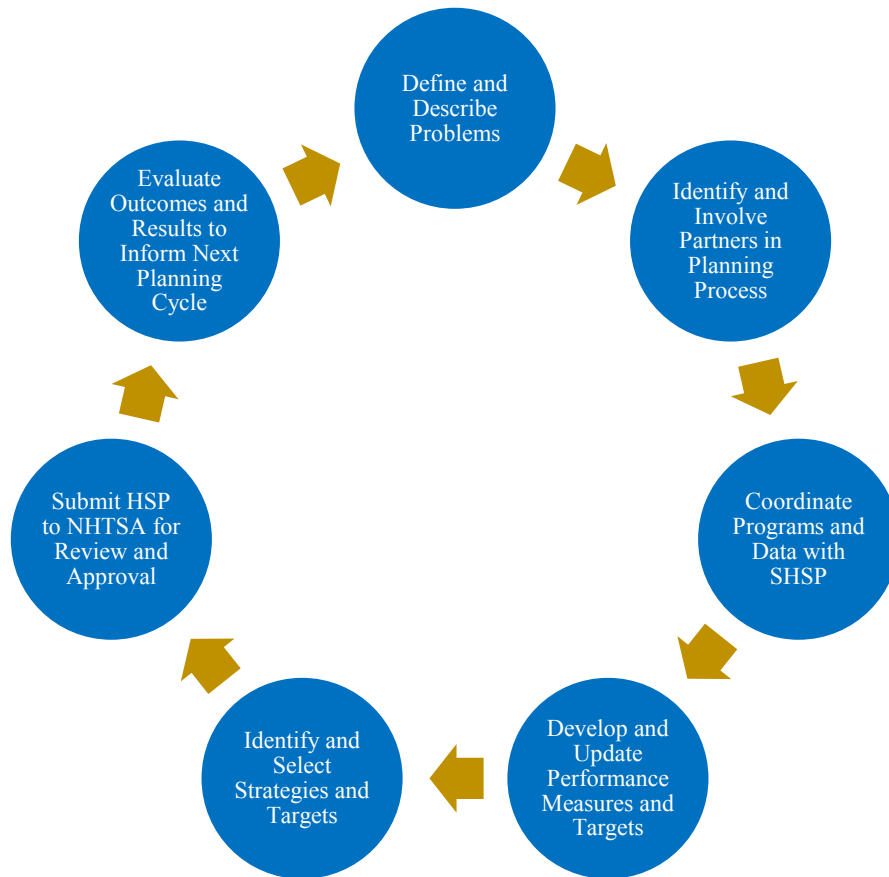 Define and
Describe
Problems
Identify and
Involve
Partners in
Planning
Process
Coordinate
Programs and
Data with
SHSP
Develop and
Update
Performance
Measures and
Targets
Identify and
Select
Strategies and
Targets
Submit HSP
to NHTSA for
Review and
Approval
Evaluate
Outcomes and
Results to
Inform Next
Planning
Cycle